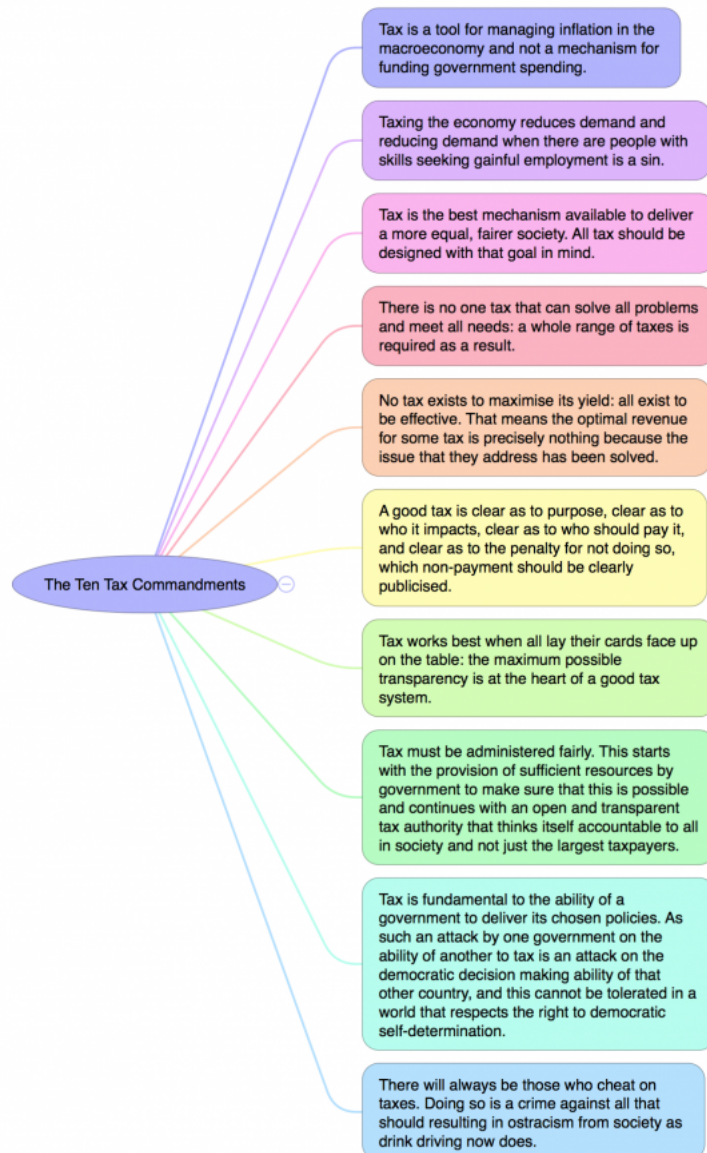 Tax is a tool for managing inflation in the
macroeconomy and not a mechanism for
funding government spending.
Taxing the economy reduces demand and
reducing demand when there are people with
skills seeking gainful employment is a sin.
Tax is the best mechanism available to deliver
a more equal, fairer society. All tax should be
designed with that goal in mind.
There is no one tax that can solve all problems
and meet all needs: a whole range of taxes is
required as a result.
No tax exists to maximise its yield: all exist to
be effective. That means the optimal revenue
for some tax is precisely nothing because the
issue that they address has been solved.
A good tax is clear as to purpose, clear as to
who it impacts, clear as to who should pay it,
and clear as to the penalty for not doing so,
which non-payment should be clearly
publicised.
The Ten Tax Commandments
Tax works best when all lay their cards face up
on the table: the maximum possible
transparency is at the heart of a good tax
system.
Tax must be administered fairly. This starts
with the provision of sufficient resources by
government to make sure that this is possible
and continues with an open and transparent
tax authority that thinks itself accountable to all
in society and not just the largest taxpayers.
Tax is fundamental to the ability of a
government to deliver its chosen policies. As
such an attack by one government on the
ability of another to tax is an attack on the
democratic decision making ability of that
other country, and this cannot be tolerated in a
world that respects the right to democratic
self-determination.
There will always be those who cheat on
taxes. Doing so is a crime against all that
should resulting in ostracism from society as
drink driving now does.